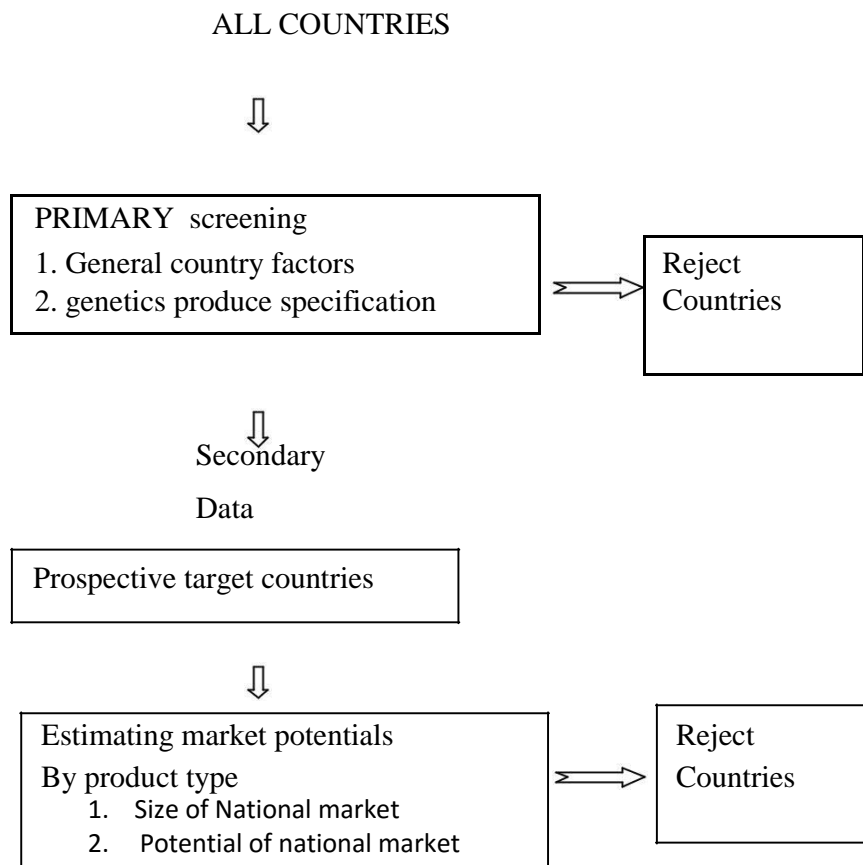 ALL COUNTRIES
PRIMARY screening
1. General country factors
2. genetics produce specification
Reject
Countries
Secondary
Data
Prospective target countries
Estimating market potentials
By product type
1. Size of National market
2. Potential of national market
Reject
Countries